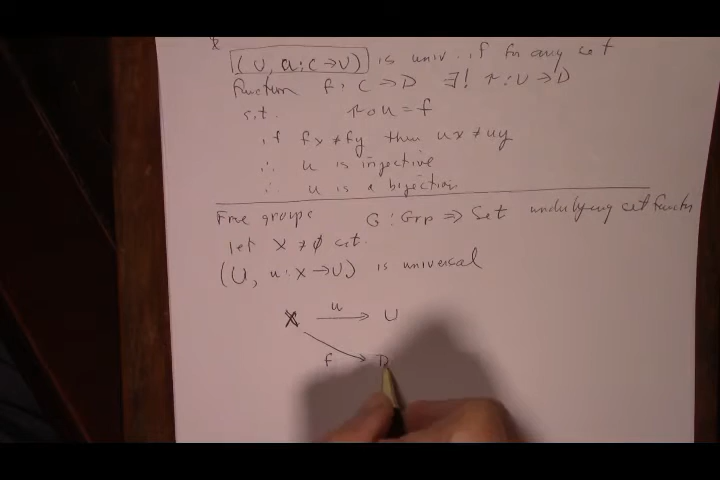 (U, u: C → U) is univ. if for any set
function f: C → D ∃! r: U → D
s.t. r o u = f
if fx ≠ fy then ux ≠ uy
∴ u is injective
∴ u is a bijection
Free groups G: Grp ⇒ Set underlying set functr
let X ≠ ∅ set.
(U, u: X → U) is universal
X u → U
f → D